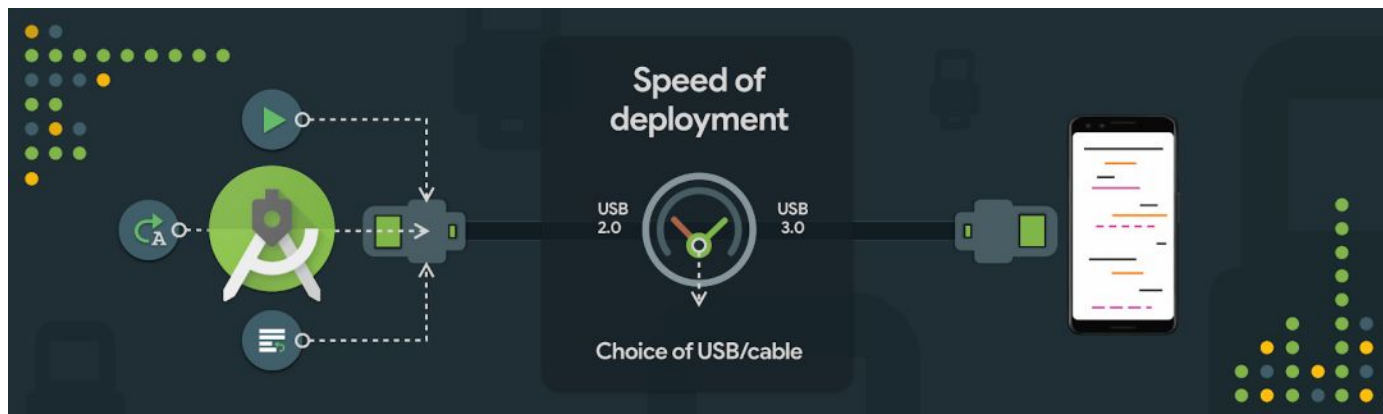 Speed of
deployment
USB
2.0
USB
3.0
A
Choice of USB/cable